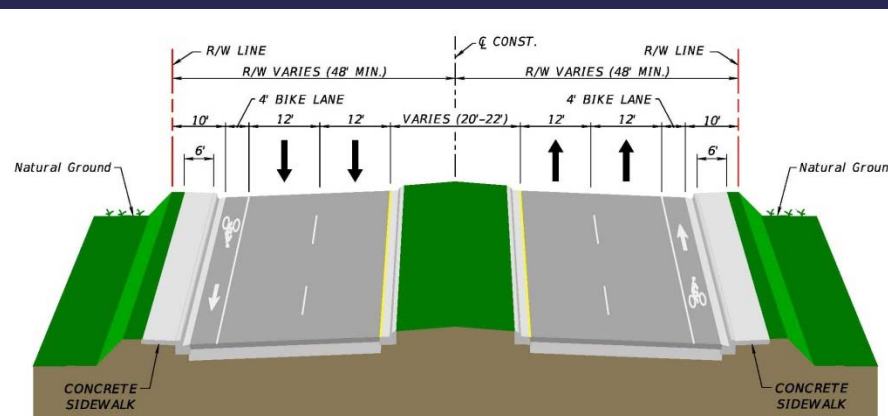 ℄ CONST.
R/W LINE
R/W LINE
R/W VARIES (48' MIN.)
R/W VARIES (48' MIN.)
4' BIKE LANE
4' BIKE LANE
10'
12'
12'
VARIES (20'-22')
12'
12'
10'
6'
6'
Natural Ground
Natural Groun
CONCRETE
SIDEWALK
CONCRETE
SIDEWALK